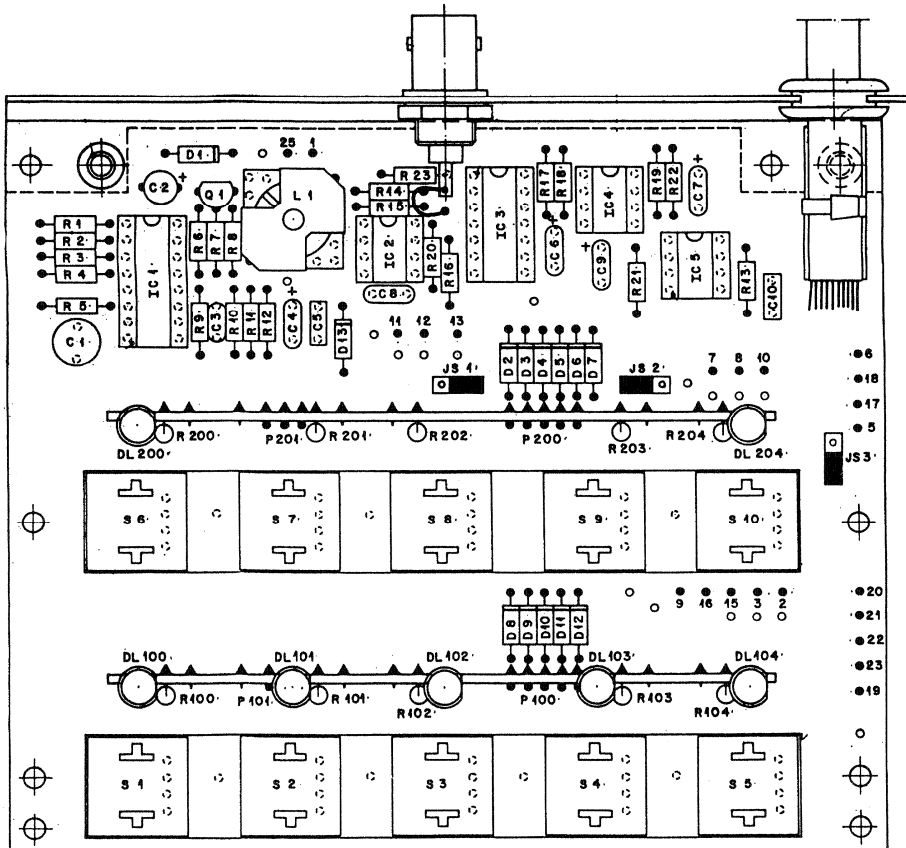 25 1
D1
R23
C2
Q1
L1
R14
R15
R17
R18
IC4
R19
R22
C7
IC3
R1
R2
R3
R4
IC1
R6
R7
R8
IC2
R20
R16
C6
C9
R21
IC5
R13
C10
R5
C1
R9
C3
R10
R11
R12
C4
C5
D13
C8
11 12 13
D2
D3
D4
D5
D6
D7
JS1
JS2
7 8 10
6
18
17
5
JS3
R200
P201
R201
R202
P200
R203
R204
DL200
DL204
S6
S7
S8
S9
S10
9 16 15 3 2
20
21
22
23
19
D8
D9
D10
D11
D12
DL100
DL101
DL102
DL103
DL104
R100
P101
R101
R102
P100
R103
R104
S1
S2
S3
S4
S5